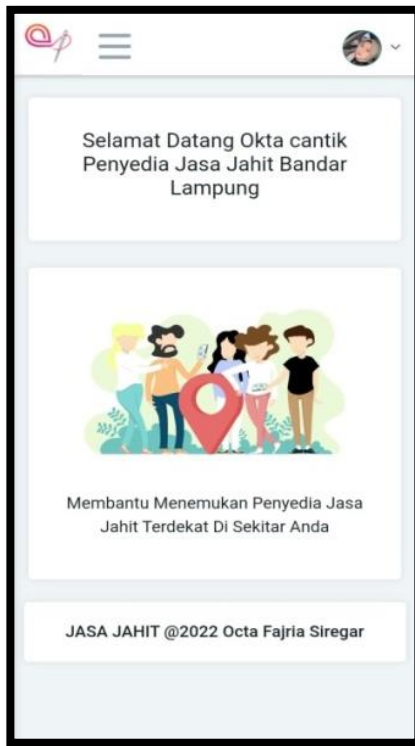 Selamat Datang Okta cantik
Penyedia Jasa Jahit Bandar
Lampung
Membantu Menemukan Penyedia Jasa
Jahit Terdekat Di Sekitar Anda
JASA JAHIT @2022 Octa Fajria Siregar